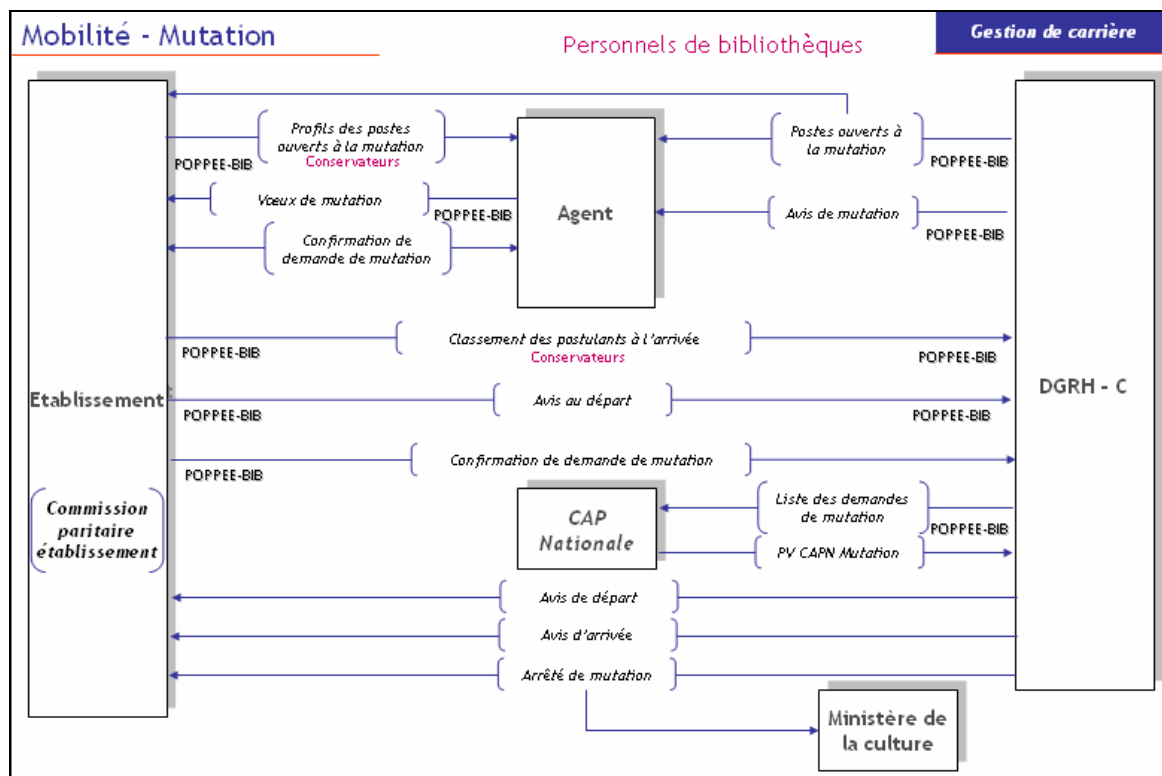 Mobilité - Mutation
Personnels de bibliothèques
Gestion de carrière
Profils des postes
ouverts à la mutation
Conservateurs
POPPEE-BIB
Postes ouverts à
la mutation
POPPEE-BIB
Vœux de mutation
POPPEE-BIB
Agent
Avis de mutation
POPPEE-BIB
Confirmation de
demande de mutation
Classement des postulants à l'arrivée
Conservateurs
POPPEE-BIB
POPPEE-BIB
Etablissement
Avis au départ
POPPEE-BIB
POPPEE-BIB
DGRH - C
Confirmation de demande de mutation
POPPEE-BIB
Commission
paritaire
établissement
CAP
Nationale
Liste des demandes
de mutation
POPPEE-BIB
PV CAPN Mutation
Avis de départ
Avis d'arrivée
Arrêté de mutation
Ministère de
la culture